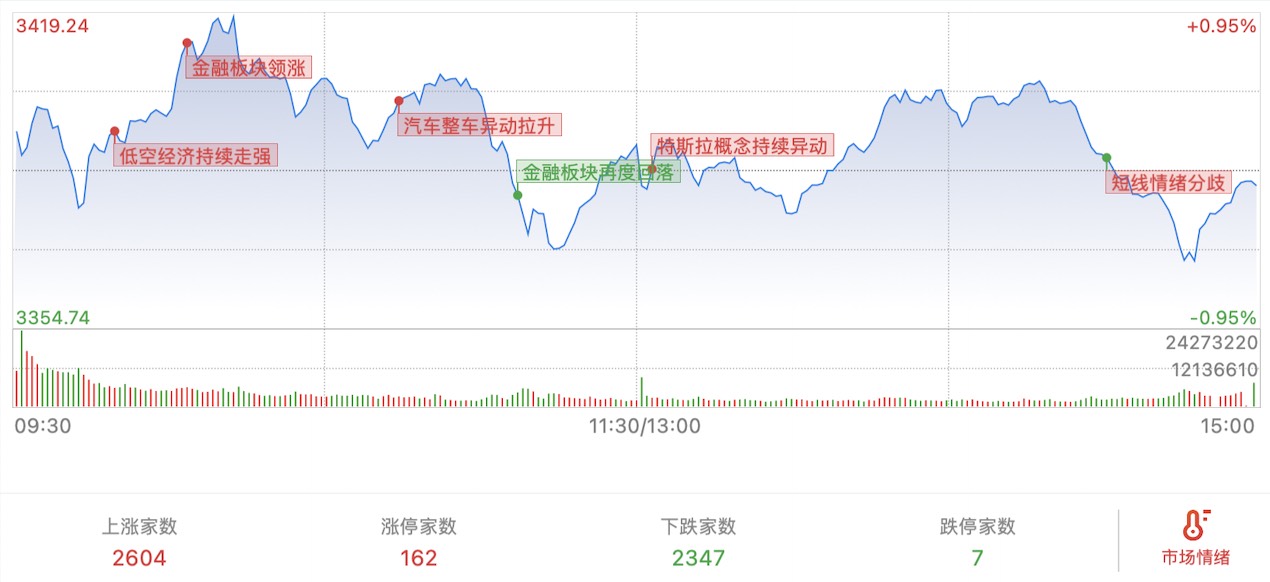 3419.24
+0.95%
金融板块领涨
汽车整车异动拉升
低空经济持续走强
特斯拉概念持续异动
金融板块再度回落
短线情绪分歧
3354.74
-0.95%
24273220
12136610
09:30
11:30/13:00
15:00
上涨家数
涨停家数
下跌家数
跌停家数
2604
162
2347
7
市场情绪